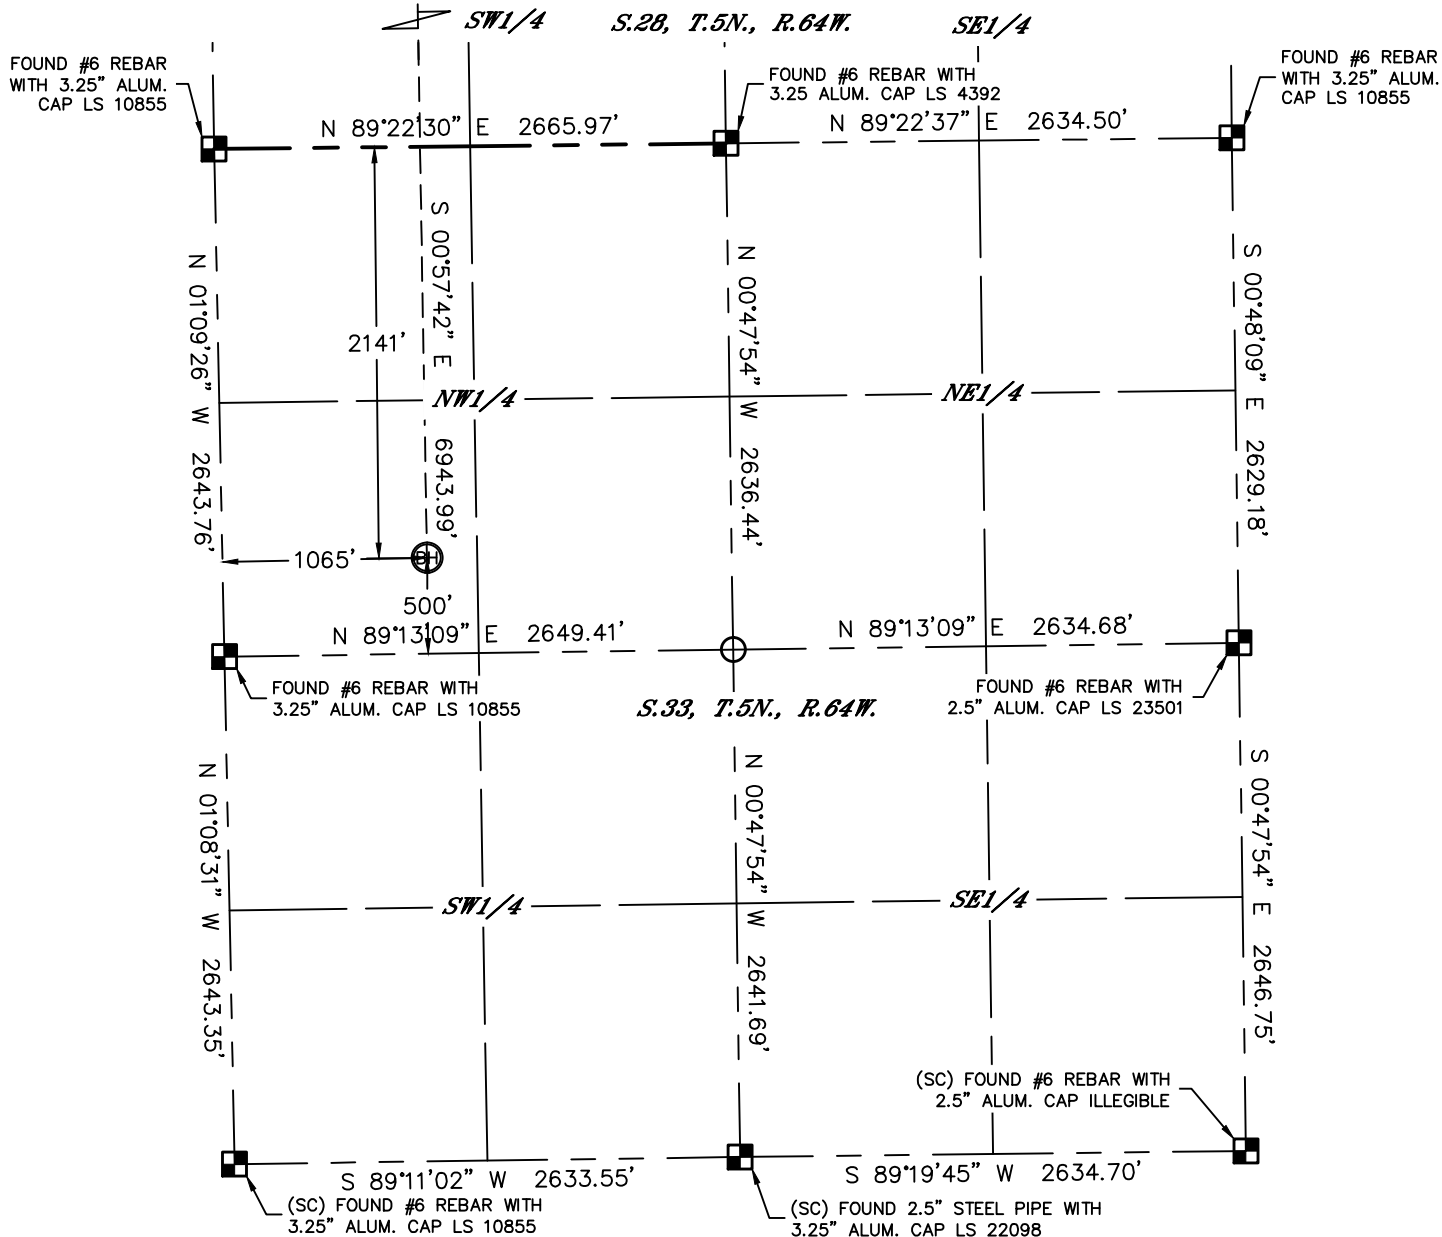 SW1/4
S.28, T.5N., R.64W.
SE1/4
FOUND #6 REBAR
WITH 3.25" ALUM.
CAP LS 10855
FOUND #6 REBAR WITH
3.25 ALUM. CAP LS 4392
FOUND #6 REBAR
WITH 3.25" ALUM.
CAP LS 10855
N 89°22'30" E 2665.97'
N 89°22'37" E 2634.50'
N 01°09'26" W 2643.76'
2141'
S 00°57'42" E 6943.99'
N 00°47'54" W 2636.44'
S 00°48'09" E 2629.18'
NW1/4
NE1/4
1065'
BH
500'
N 89°13'09" E 2649.41'
N 89°13'09" E 2634.68'
FOUND #6 REBAR WITH
3.25" ALUM. CAP LS 10855
S.33, T.5N., R.64W.
FOUND #6 REBAR WITH
2.5" ALUM. CAP LS 23501
N 01°08'31" W 2643.35'
N 00°47'54" W 2641.69'
S 00°47'54" E 2646.75'
SW1/4
SE1/4
(SC) FOUND #6 REBAR WITH
2.5" ALUM. CAP ILLEGIBLE
S 89°11'02" W 2633.55'
S 89°19'45" W 2634.70'
(SC) FOUND #6 REBAR WITH
3.25" ALUM. CAP LS 10855
(SC) FOUND 2.5" STEEL PIPE WITH
3.25" ALUM. CAP LS 22098